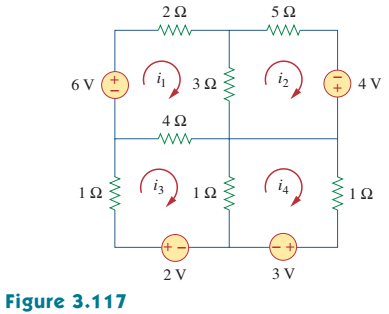 2 Ω 5 Ω
6 V + − i1 3 Ω i2 − + 4 V
4 Ω
1 Ω i3 1 Ω i4 1 Ω
+ − − +
2 V 3 V
Figure 3.117